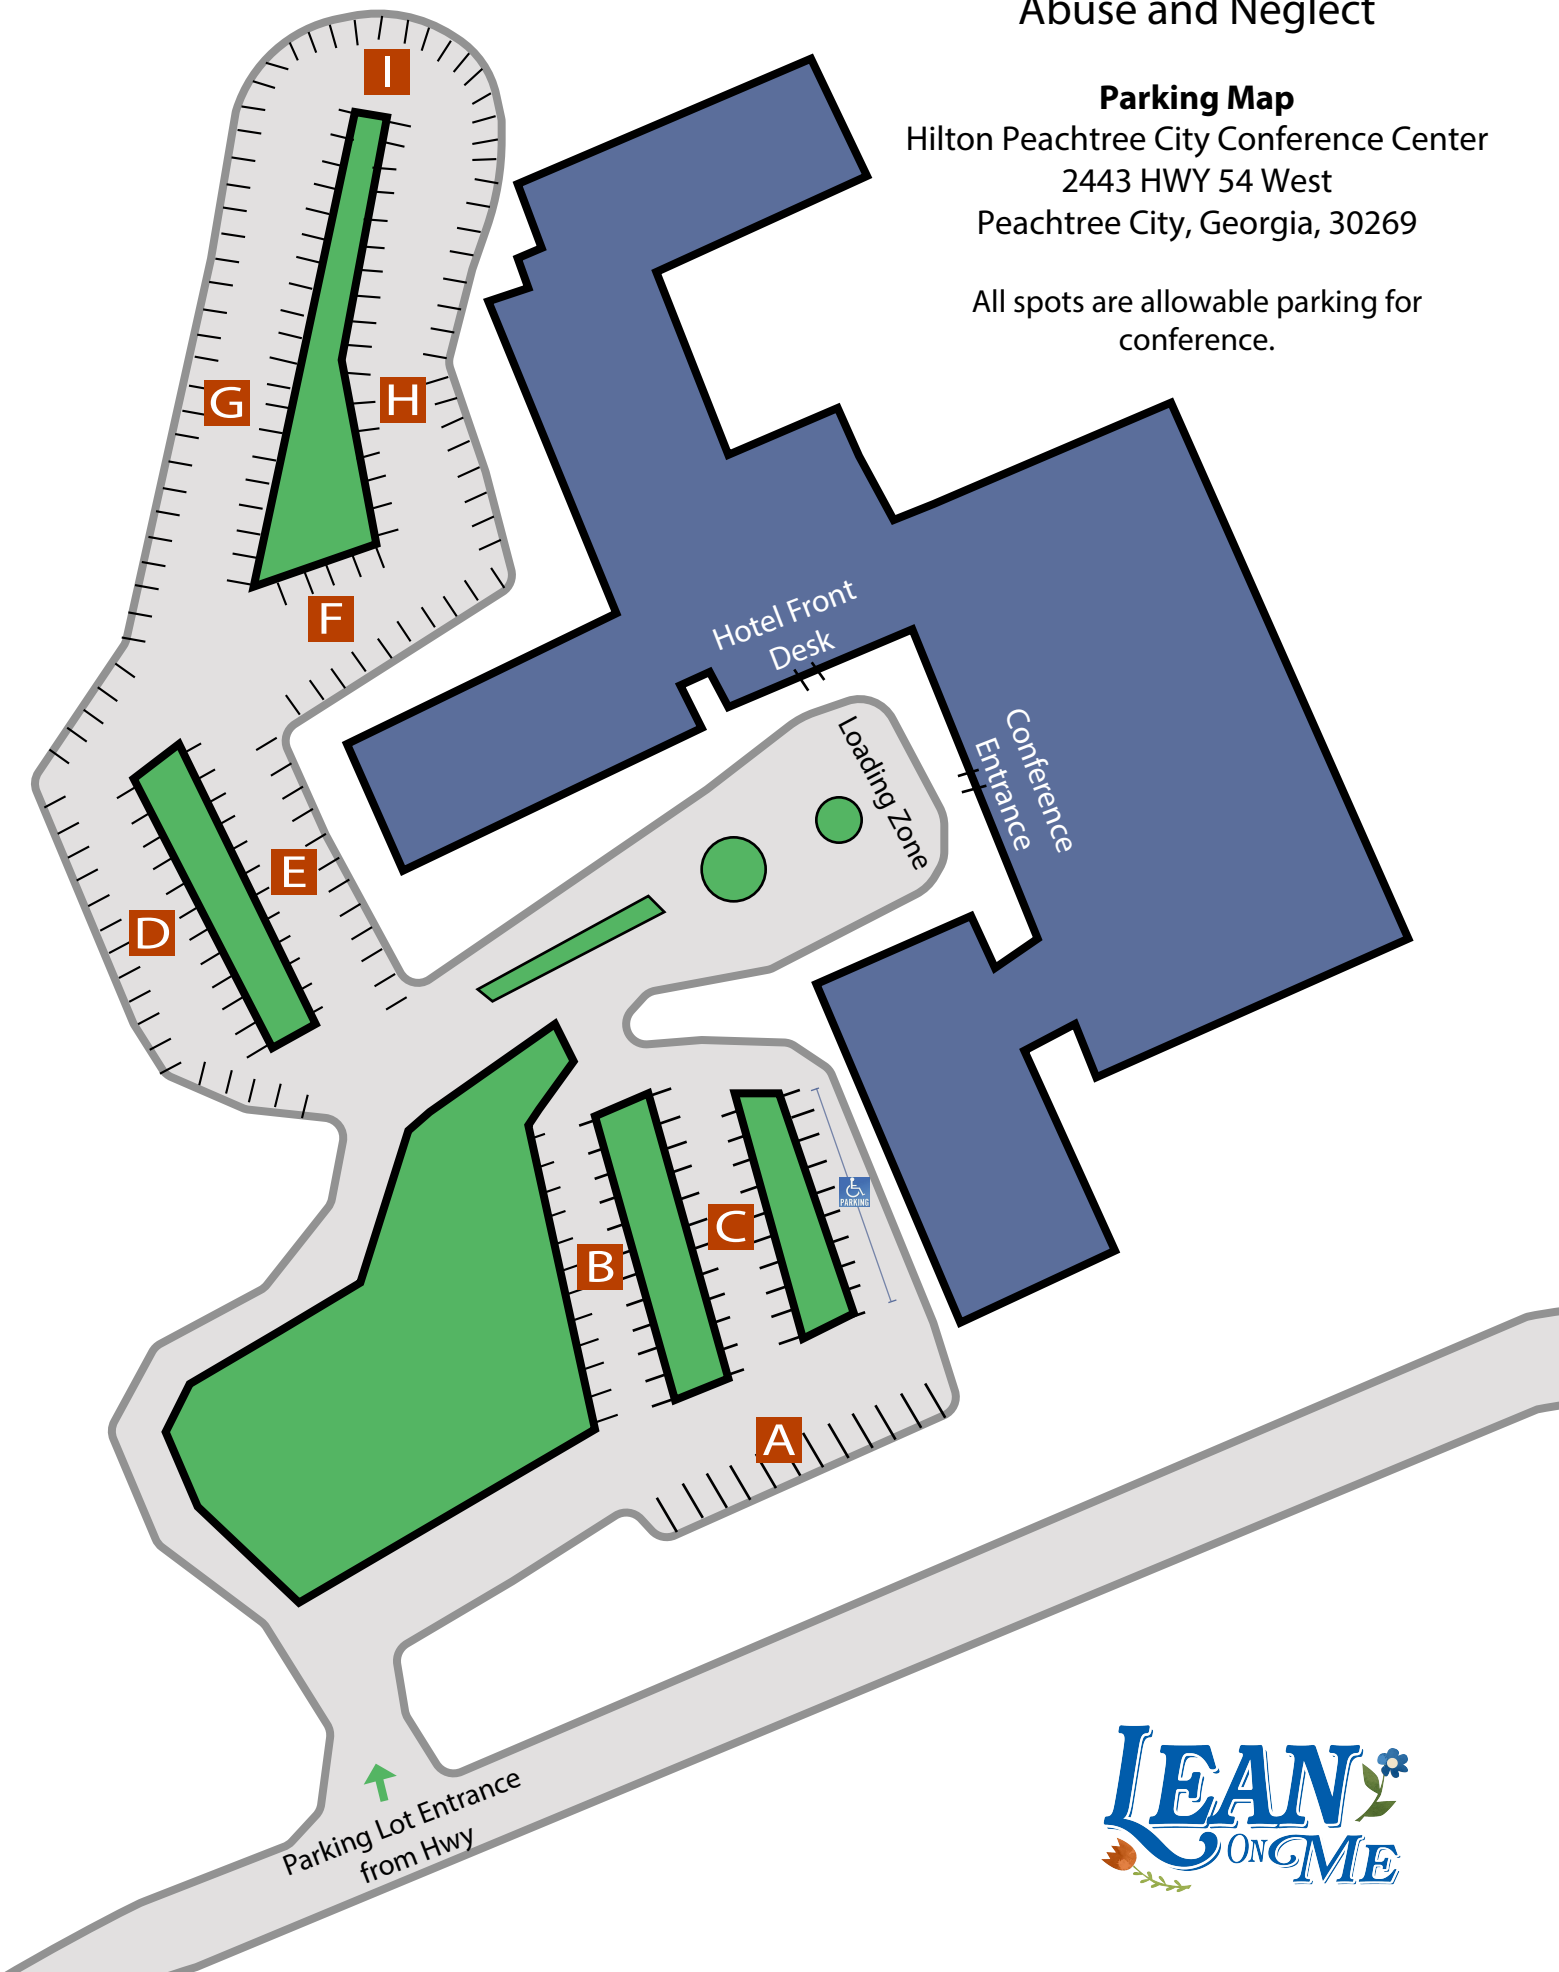 Abuse and Neglect
Parking Map
Hilton Peachtree City Conference Center
2443 HWY 54 West
Peachtree City, Georgia, 30269
All spots are allowable parking for
conference.
I
G
H
F
Hotel Front
Desk
Loading Zone
Conference
Entrance
E
D
PARKING
C
B
A
Parking Lot Entrance
from Hwy
LEAN
ON ME